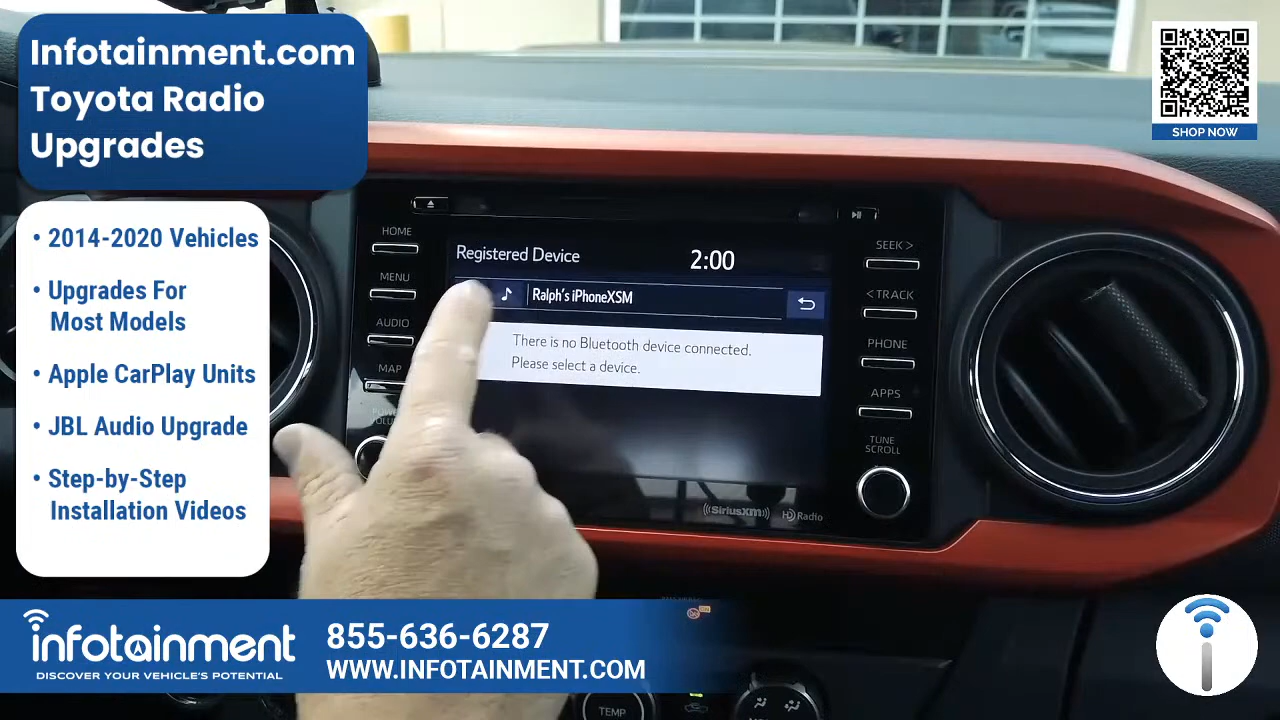 Infotainment.com
Toyota Radio
Upgrades
SHOP NOW
• 2014-2020 Vehicles
• Upgrades For
Most Models
• Apple CarPlay Units
• JBL Audio Upgrade
• Step-by-Step
Installation Videos
HOME
MENU
AUDIO
MAP
Registered Device
2:00
Ralph's iPhoneXSM
There is no Bluetooth device connected.
Please select a device.
SEEK >
< TRACK
PHONE
APPS
TUNE
SCROLL
((SiriusXM))
HD Radio
infotainment
DISCOVER YOUR VEHICLE'S POTENTIAL
855-636-6287
WWW.INFOTAINMENT.COM
TEMP